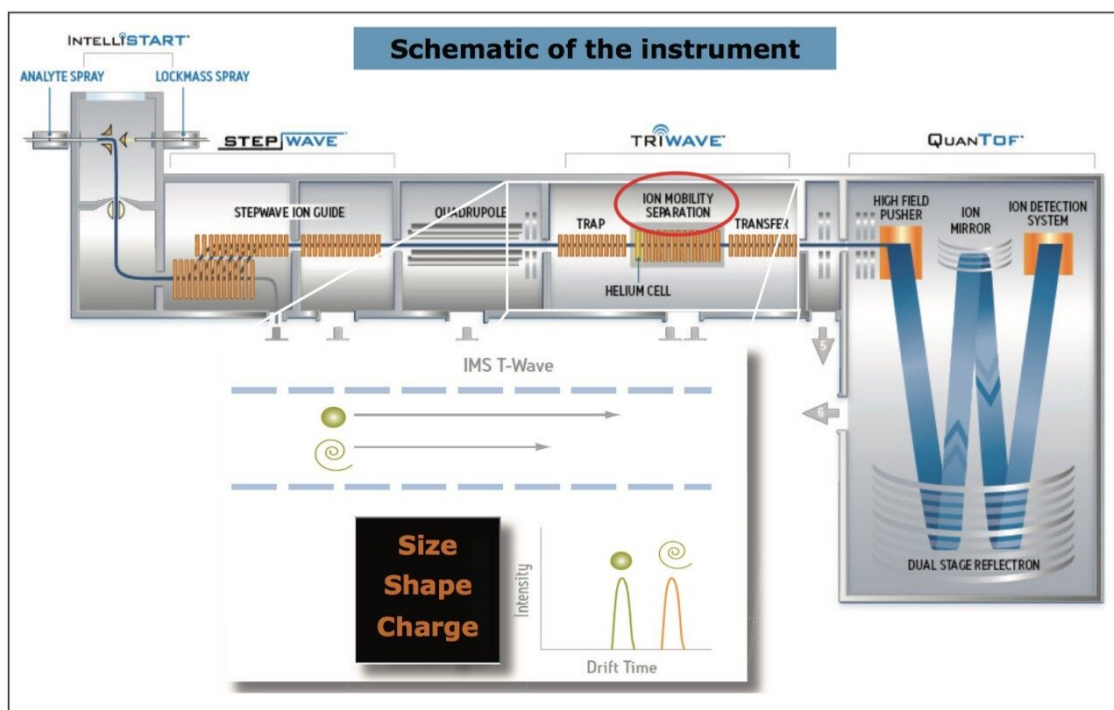 Schematic of the instrument
INTELLISTART
ANALYTE SPRAY
LOCKMASS SPRAY
STEPWAVE
TRIWAVE
QUANTOF
STEPWAVE ION GUIDE
QUADRUPOLE
TRAP
ION MOBILITY
SEPARATION
TRANSFER
HELIUM CELL
HIGH FIELD
PUSHER
ION
MIRROR
ION DETECTION
SYSTEM
5
6
DUAL STAGE REFLECTRON
IMS T-Wave
Size
Shape
Charge
Intensity
Drift Time